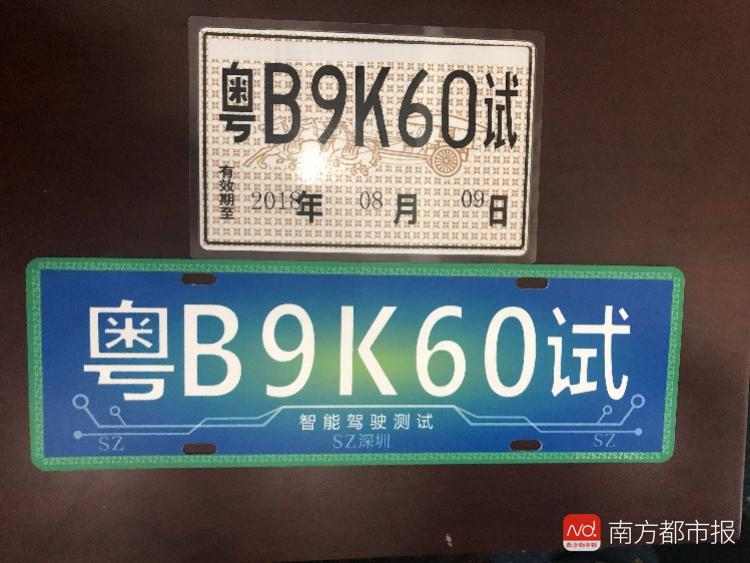 粤B9K60试
有效期至
2018年 08月 09日
粤B9K60试
智能驾驶测试
SZ SZ深圳 SZ
南方都市报